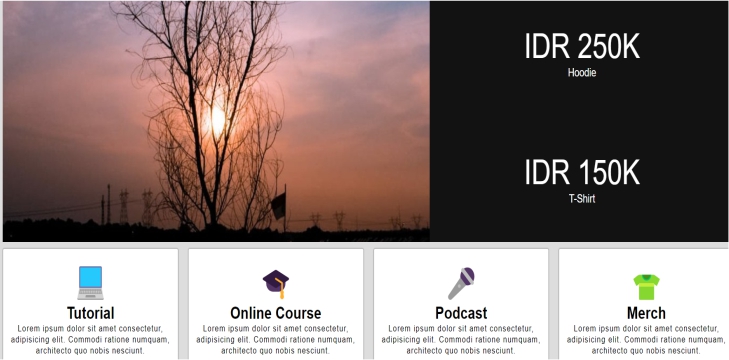 IDR 250K
Hoodie
IDR 150K
T-Shirt
Tutorial
Lorem ipsum dolor sit amet consectetur,
adipisicing elit. Commodi ratione numquam,
architecto quo nobis nesciunt.
Online Course
Lorem ipsum dolor sit amet consectetur,
adipisicing elit. Commodi ratione numquam,
architecto quo nobis nesciunt.
Podcast
Lorem ipsum dolor sit amet consectetur,
adipisicing elit. Commodi ratione numquam,
architecto quo nobis nesciunt.
Merch
Lorem ipsum dolor sit amet consectetur,
adipisicing elit. Commodi ratione numquam,
architecto quo nobis nesciunt.